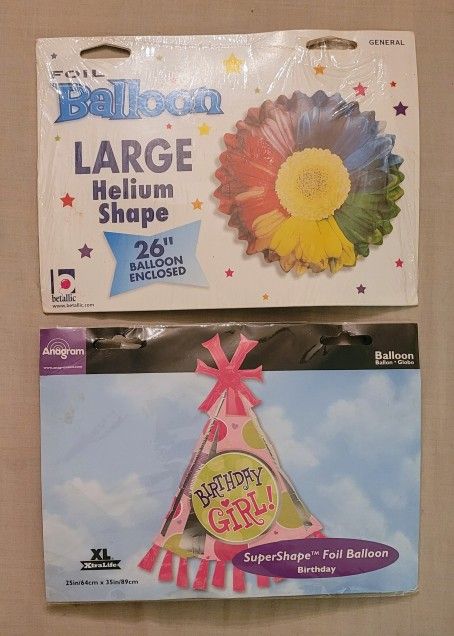 GENERAL
FOIL
Balloon
LARGE
Helium
Shape
26"
BALLOON
ENCLOSED
betallic
www.betallic.com
Anagram
Balloon
Ballon • Globo
BIRTHDAY
GiRL!
XL
XtraLife
SuperShape™ Foil Balloon
Birthday
25in/64cm x 35in/89cm